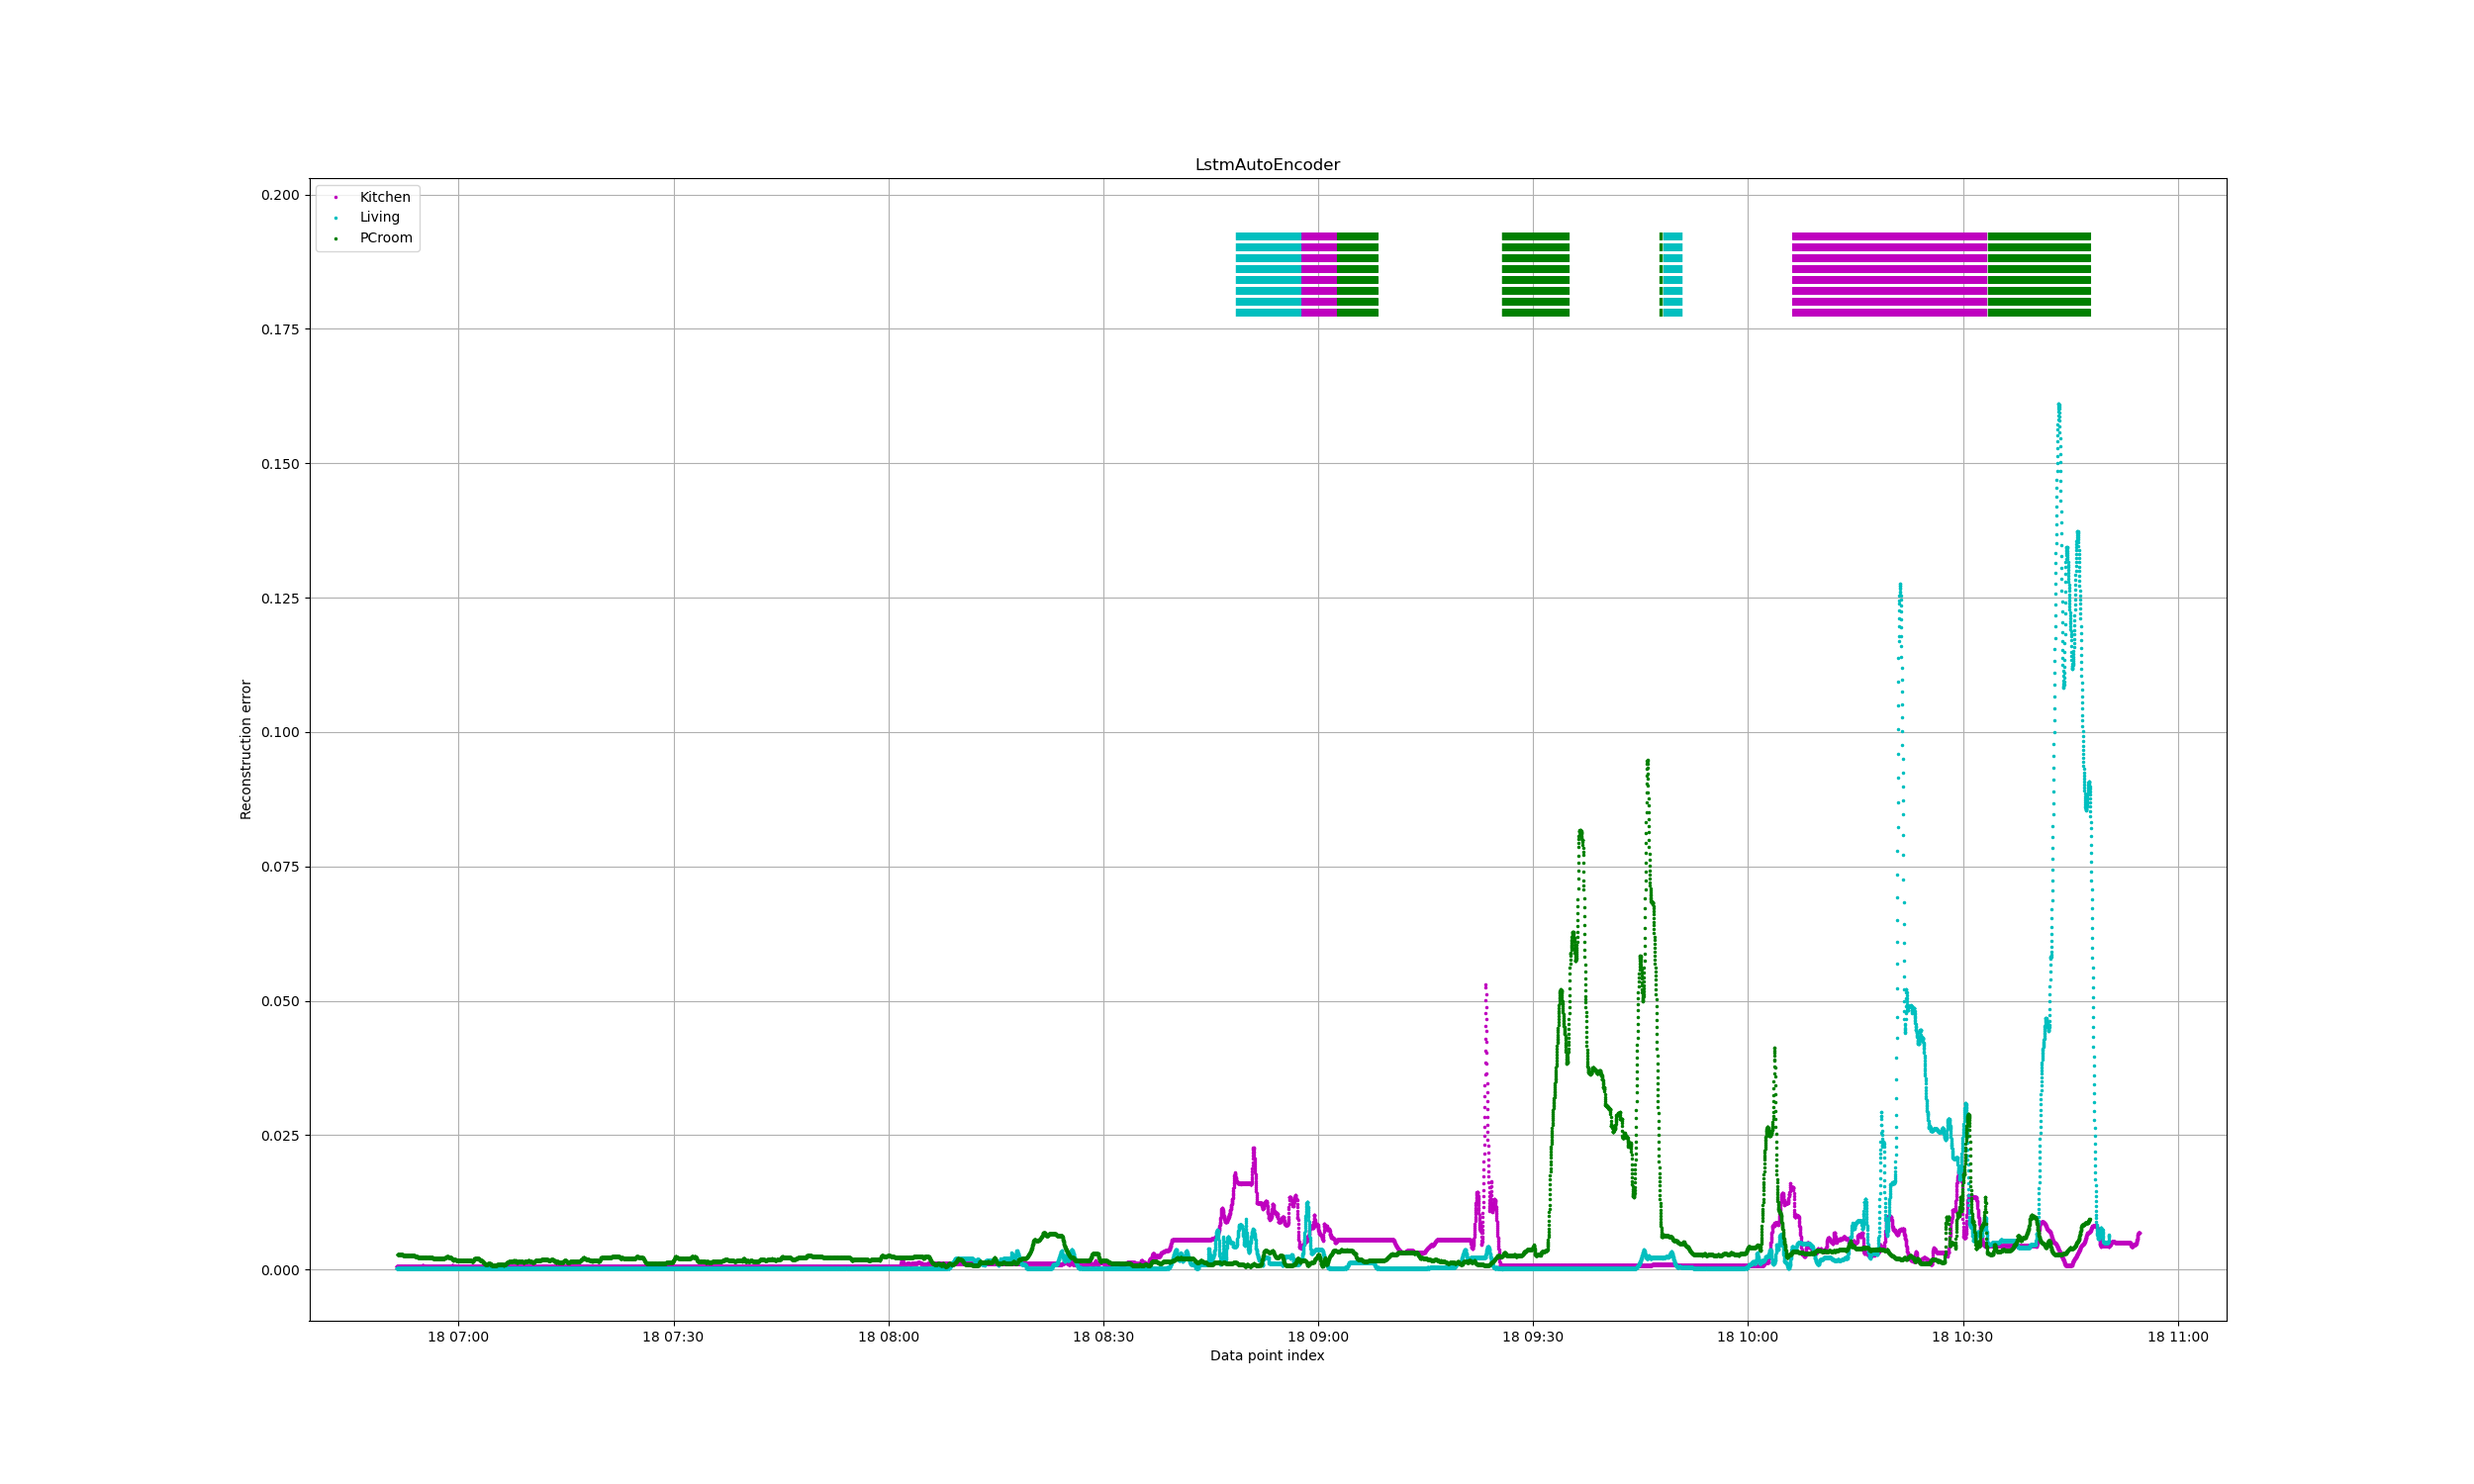 LstmAutoEncoder
Kitchen
Living
PCroom
0.200
0.175
0.150
0.125
0.100
0.075
0.050
0.025
0.000
Reconstruction error
18 07:00 18 07:30 18 08:00 18 08:30 18 09:00 18 09:30 18 10:00 18 10:30 18 11:00
Data point index